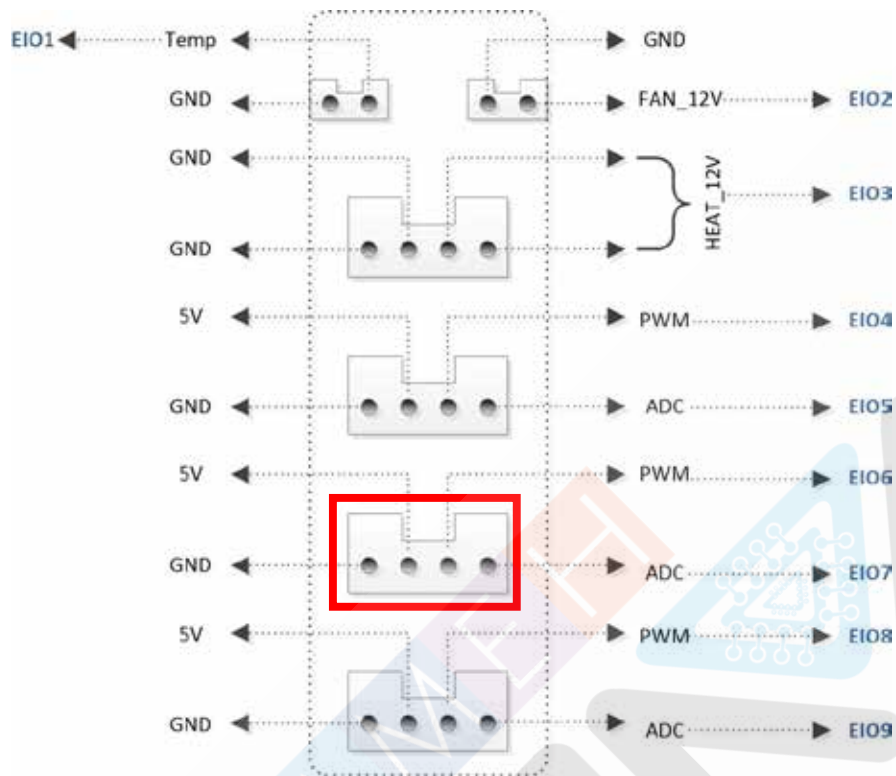 EIO1 Temp GND
GND FAN_12V EIO2
GND
HEAT_12V EIO3
GND
5V PWM EIO4
GND ADC EIO5
5V PWM EIO6
GND ADC EIO7
5V PWM EIO8
GND ADC EIO9
MEH